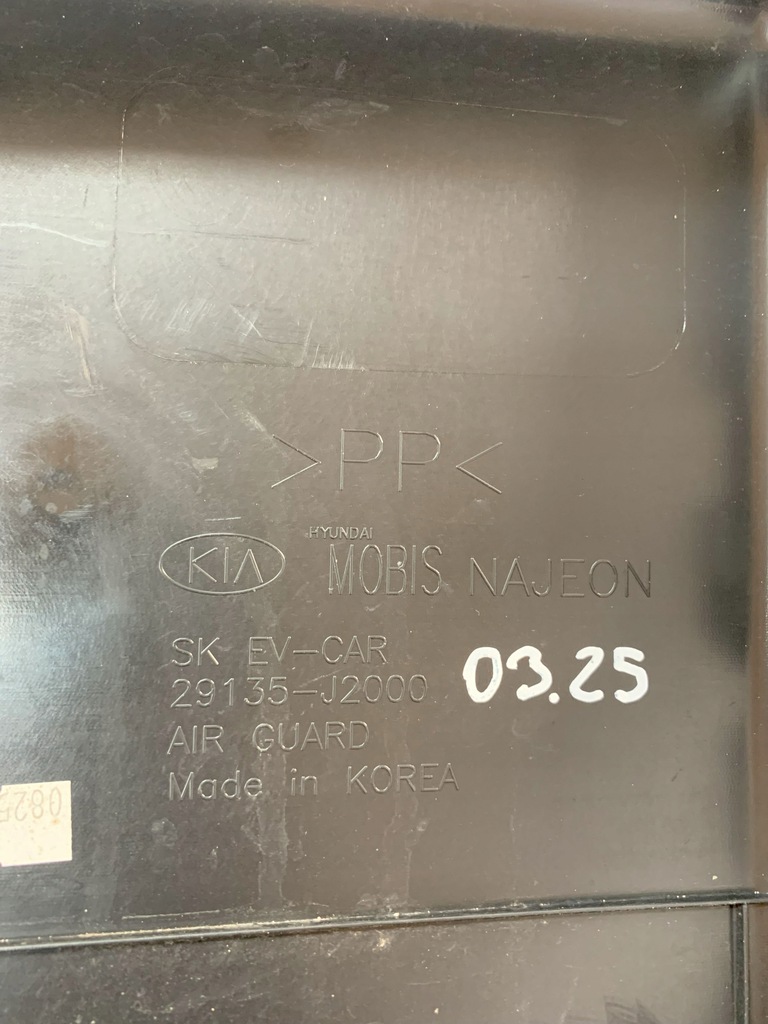 >PP<
KIA HYUNDAI MOBIS NAJEON
SK EV-CAR
29135-J2000
03.25
AIR GUARD
Made in KOREA